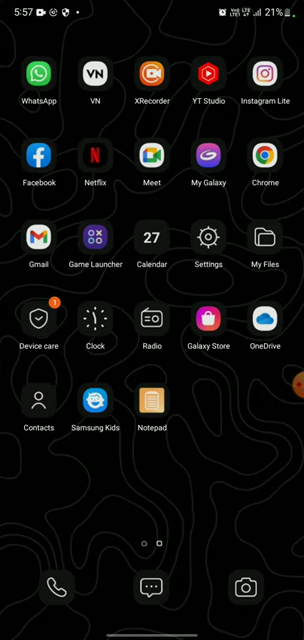 5:57 21%
WhatsApp VN XRecorder YT Studio Instagram Lite
Facebook Netflix Meet My Galaxy Chrome
27
Gmail Game Launcher Calendar Settings My Files
1
Device care Clock Radio Galaxy Store OneDrive
Contacts Samsung Kids Notepad